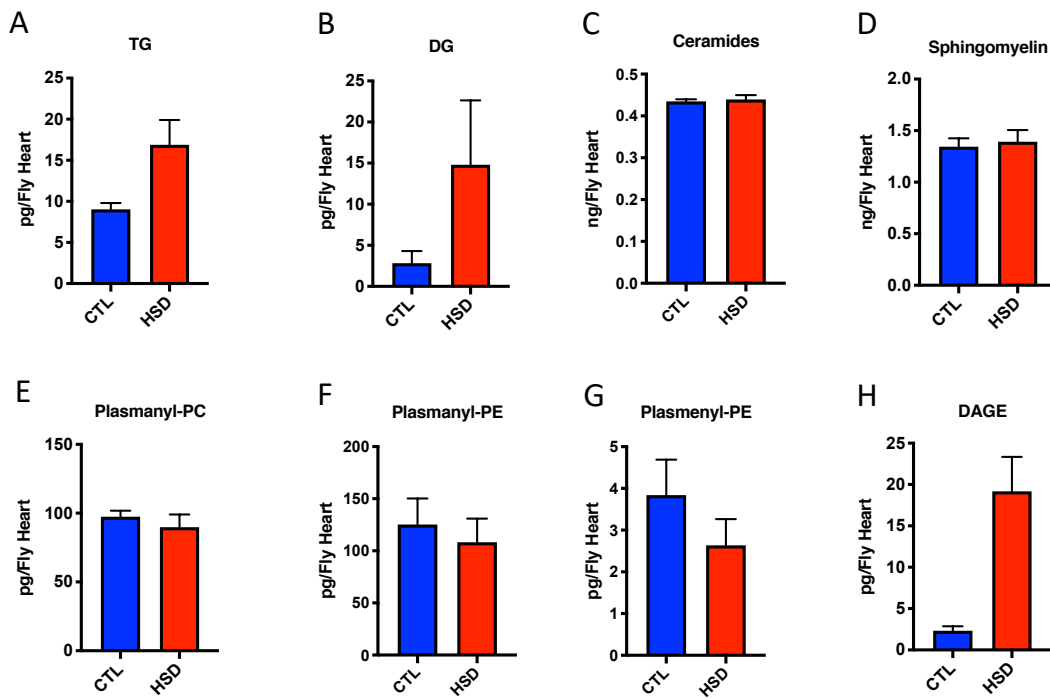 A
TG
pg/Fly Heart
25
20
15
10
5
0
CTL
HSD
B
DG
pg/Fly Heart
25
20
15
10
5
0
CTL
HSD
C
Ceramides
ng/Fly Heart
0.5
0.4
0.3
0.2
0.1
0.0
CTL
HSD
D
Sphingomyelin
ng/Fly Heart
2.0
1.5
1.0
0.5
0.0
CTL
HSD
E
Plasmanyl-PC
pg/Fly Heart
150
100
50
0
CTL
HSD
F
Plasmanyl-PE
pg/Fly Heart
200
150
100
50
0
CTL
HSD
G
Plasmenyl-PE
pg/Fly Heart
5
4
3
2
1
0
CTL
HSD
H
DAGE
pg/Fly Heart
25
20
15
10
5
0
CTL
HSD